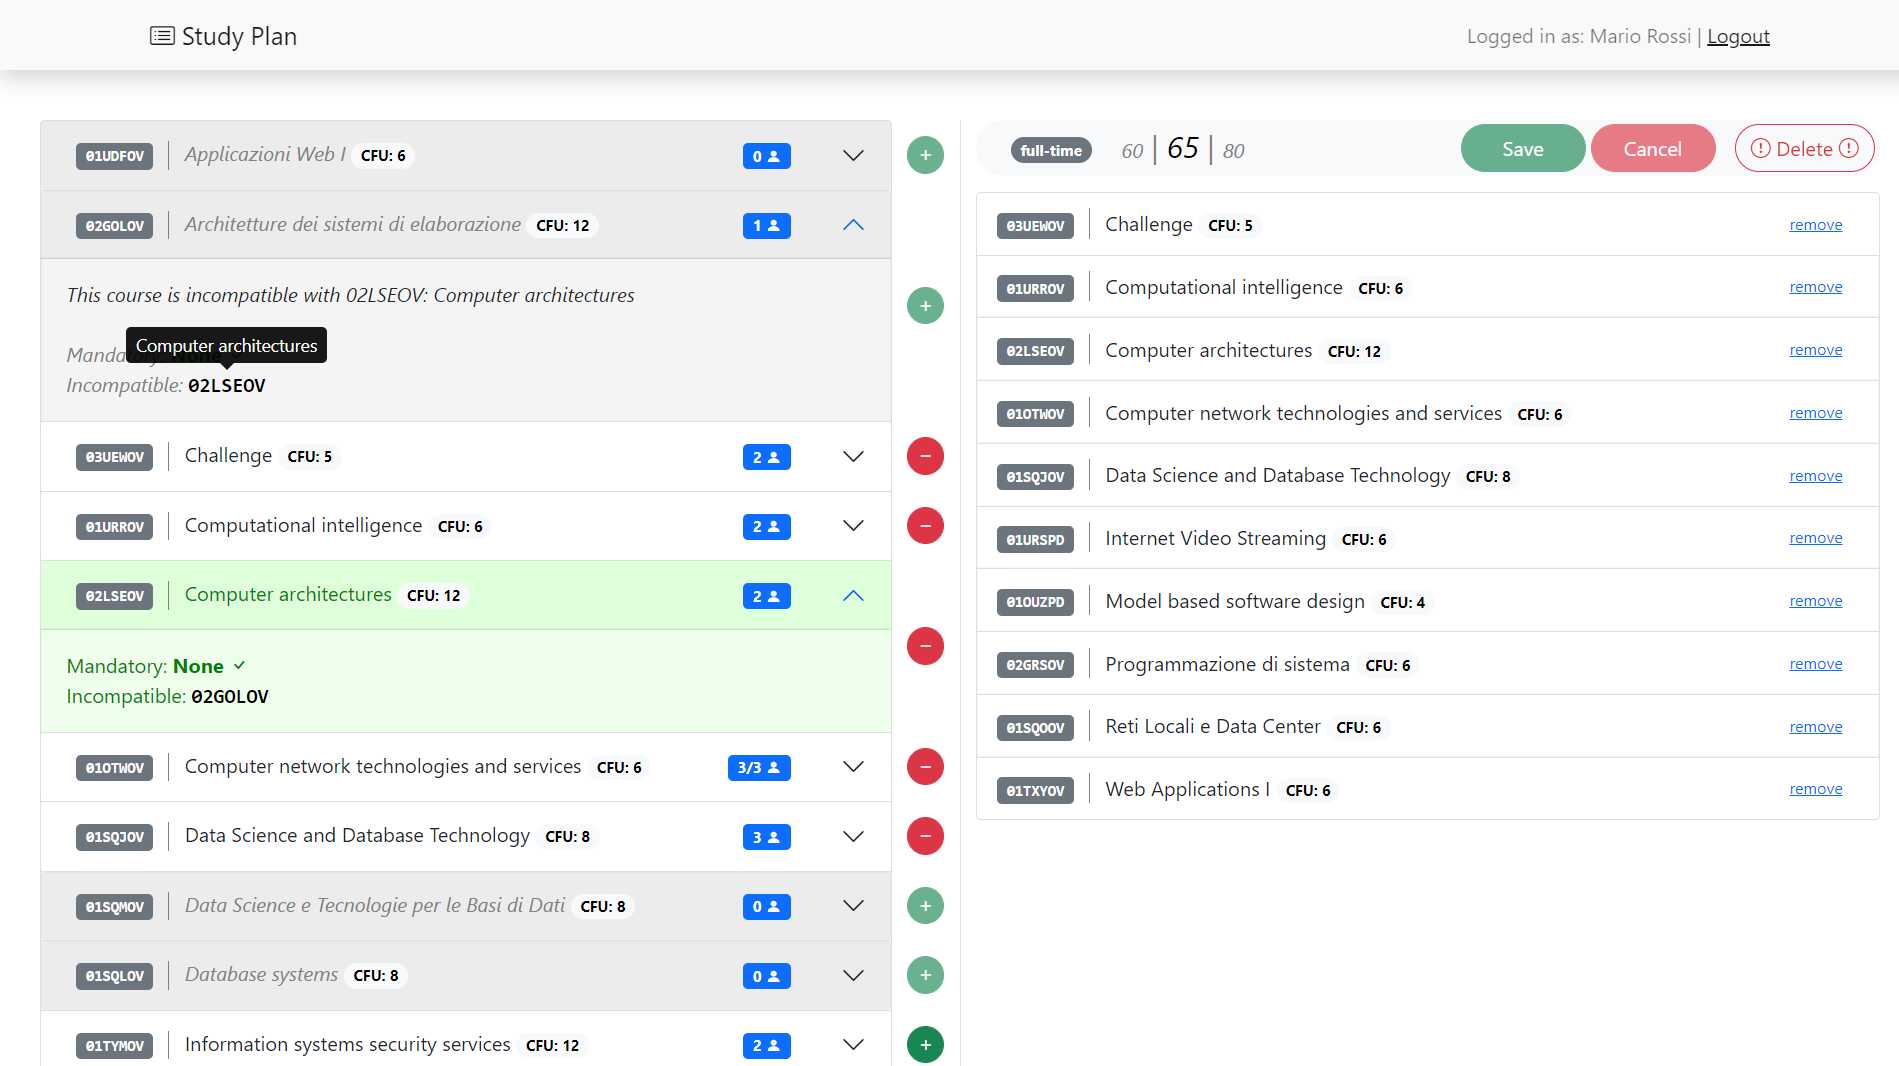 Study Plan
Logged in as: Mario Rossi | Logout
01UDFOV Applicazioni Web I CFU: 6 0
02GOLOV Architetture dei sistemi di elaborazione CFU: 12 1
This course is incompatible with 02LSEOV: Computer architectures
Computer architectures
Incompatible: 02LSEOV
03UEWOV Challenge CFU: 5 2
01URROV Computational intelligence CFU: 6 2
02LSEOV Computer architectures CFU: 12 2
Mandatory: None
Incompatible: 02GOLOV
01OTWOV Computer network technologies and services CFU: 6 3/3
01SQJOV Data Science and Database Technology CFU: 8 3
01SQMOV Data Science e Tecnologie per le Basi di Dati CFU: 8 0
01SQLOV Database systems CFU: 8 0
01TYMOV Information systems security services CFU: 12 2
full-time 60 | 65 | 80 Save Cancel Delete
03UEWOV Challenge CFU: 5 remove
01URROV Computational intelligence CFU: 6 remove
02LSEOV Computer architectures CFU: 12 remove
01OTWOV Computer network technologies and services CFU: 6 remove
01SQJOV Data Science and Database Technology CFU: 8 remove
01URSPD Internet Video Streaming CFU: 6 remove
01OUZPD Model based software design CFU: 4 remove
02GRSOV Programmazione di sistema CFU: 6 remove
01SQOOV Reti Locali e Data Center CFU: 6 remove
01TXYOV Web Applications I CFU: 6 remove